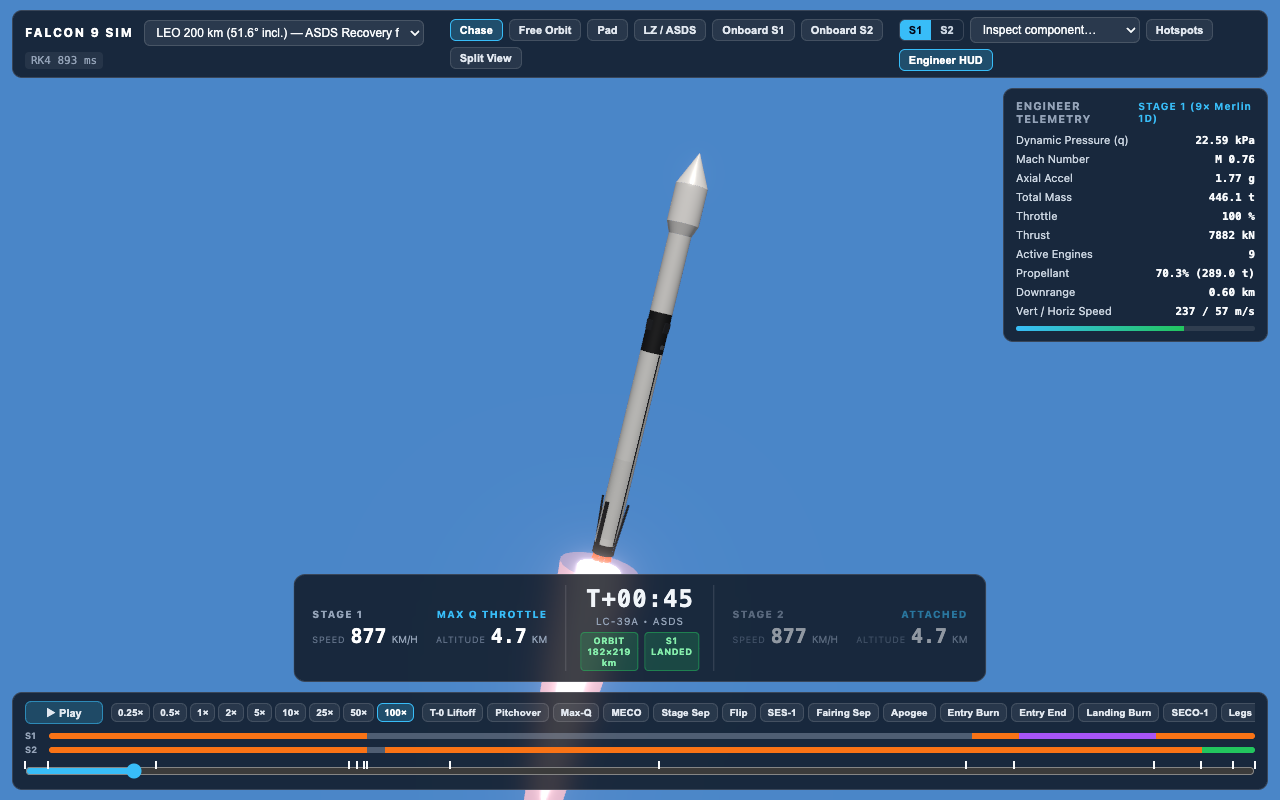 FALCON 9 SIM
LEO 200 km (51.6° incl.) — ASDS Recovery f
RK4 893 ms
Chase
Free Orbit
Pad
LZ / ASDS
Onboard S1
Onboard S2
Split View
S1
S2
Inspect component…
Hotspots
Engineer HUD
ENGINEER TELEMETRY
STAGE 1 (9× Merlin 1D)
Dynamic Pressure (q) 22.59 kPa
Mach Number M 0.76
Axial Accel 1.77 g
Total Mass 446.1 t
Throttle 100 %
Thrust 7882 kN
Active Engines 9
Propellant 70.3% (289.0 t)
Downrange 0.60 km
Vert / Horiz Speed 237 / 57 m/s
STAGE 1
MAX Q THROTTLE
SPEED 877 KM/H
ALTITUDE 4.7 KM
T+00:45
LC-39A • ASDS
ORBIT
182×219
km
S1
LANDED
STAGE 2
ATTACHED
SPEED 877 KM/H
ALTITUDE 4.7 KM
▶ Play
0.25×
0.5×
1×
2×
5×
10×
25×
50×
100×
T-0 Liftoff
Pitchover
Max-Q
MECO
Stage Sep
Flip
SES-1
Fairing Sep
Apogee
Entry Burn
Entry End
Landing Burn
SECO-1
Legs
S1
S2